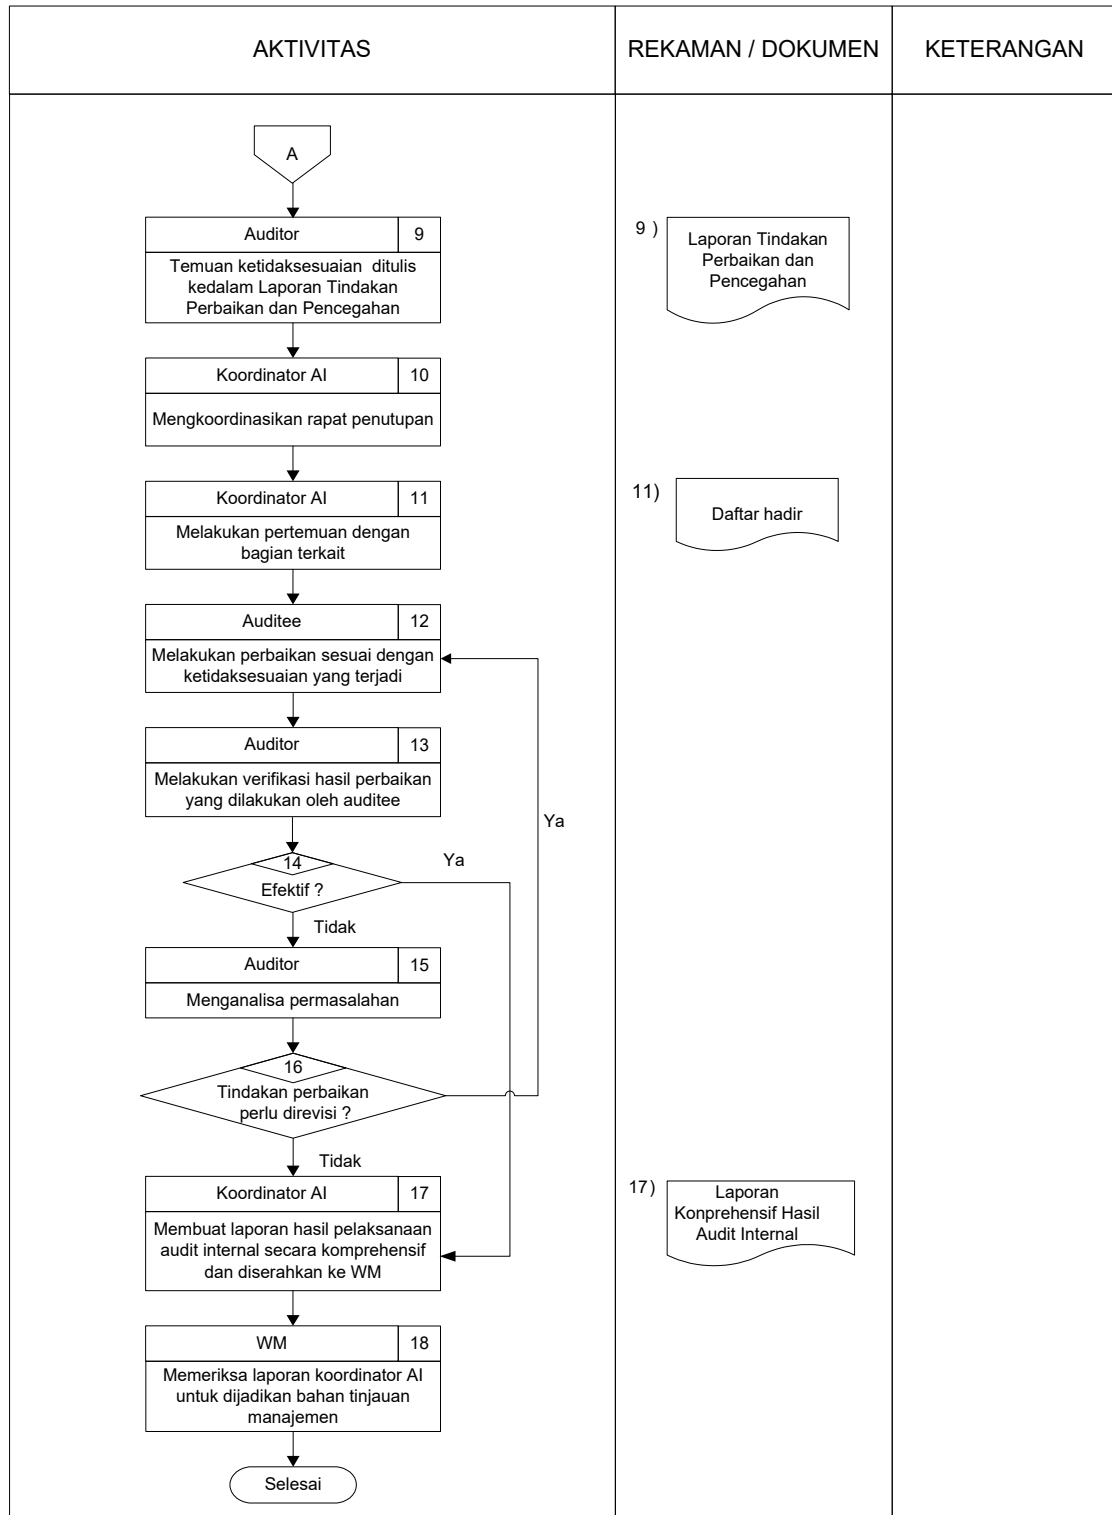 AKTIVITAS
REKAMAN / DOKUMEN
KETERANGAN
A
Auditor
9
Temuan ketidaksesuaian ditulis
kedalam Laporan Tindakan
Perbaikan dan Pencegahan
9 )
Laporan Tindakan
Perbaikan dan
Pencegahan
Koordinator AI
10
Mengkoordinasikan rapat penutupan
Koordinator AI
11
Melakukan pertemuan dengan
bagian terkait
11)
Daftar hadir
Auditee
12
Melakukan perbaikan sesuai dengan
ketidaksesuaian yang terjadi
Auditor
13
Melakukan verifikasi hasil perbaikan
yang dilakukan oleh auditee
Ya
14
Efektif ?
Ya
Tidak
Auditor
15
Menganalisa permasalahan
16
Tindakan perbaikan
perlu direvisi ?
Tidak
Koordinator AI
17
Membuat laporan hasil pelaksanaan
audit internal secara komprehensif
dan diserahkan ke WM
17)
Laporan
Konprehensif Hasil
Audit Internal
WM
18
Memeriksa laporan koordinator AI
untuk dijadikan bahan tinjauan
manajemen
Selesai